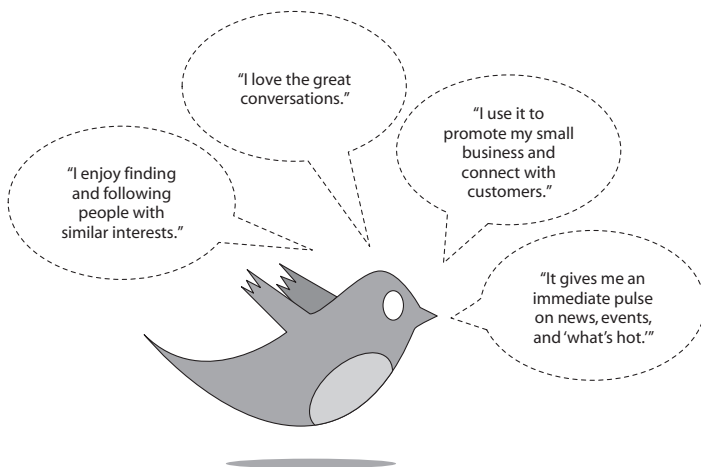 “I love the great
conversations.”
“I use it to
promote my small
business and
connect with
customers.”
“I enjoy finding
and following
people with
similar interests.”
“It gives me an
immediate pulse
on news, events,
and ‘what’s hot.’”